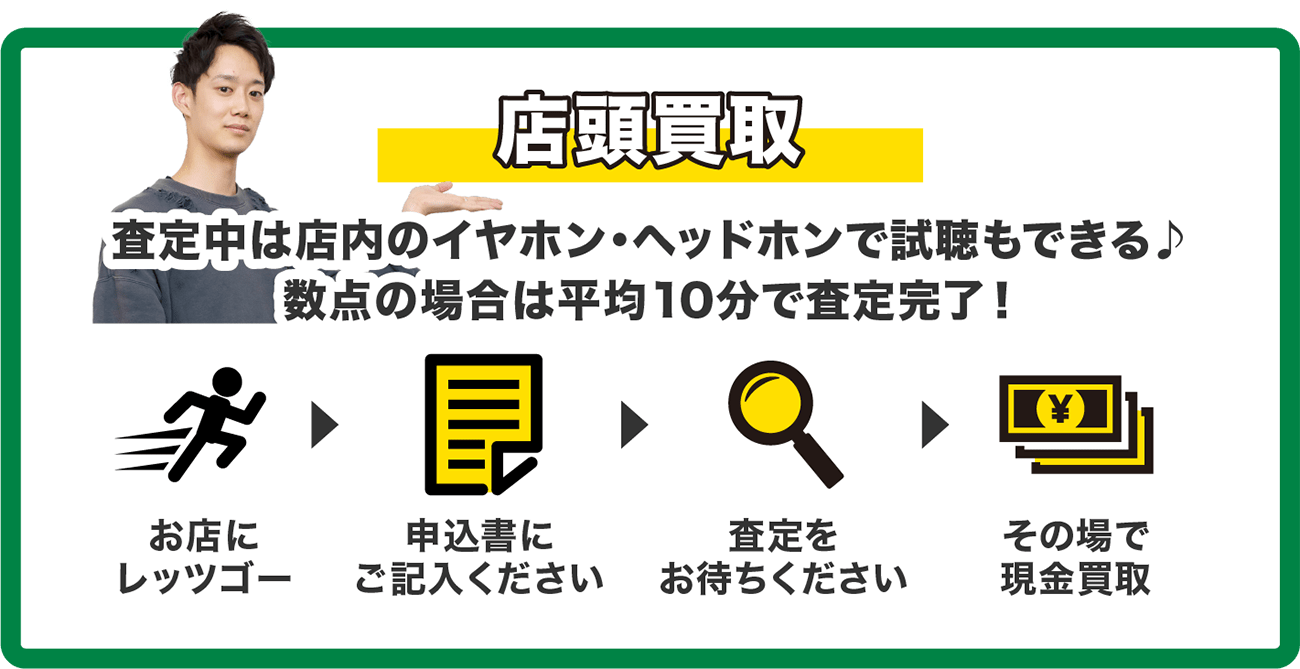 店頭買取
査定中は店内のイヤホン・ヘッドホンで試聴もできる♪
数点の場合は平均10分で査定完了！
¥
お店に
レッツゴー
申込書に
ご記入ください
査定を
お待ちください
その場で
現金買取